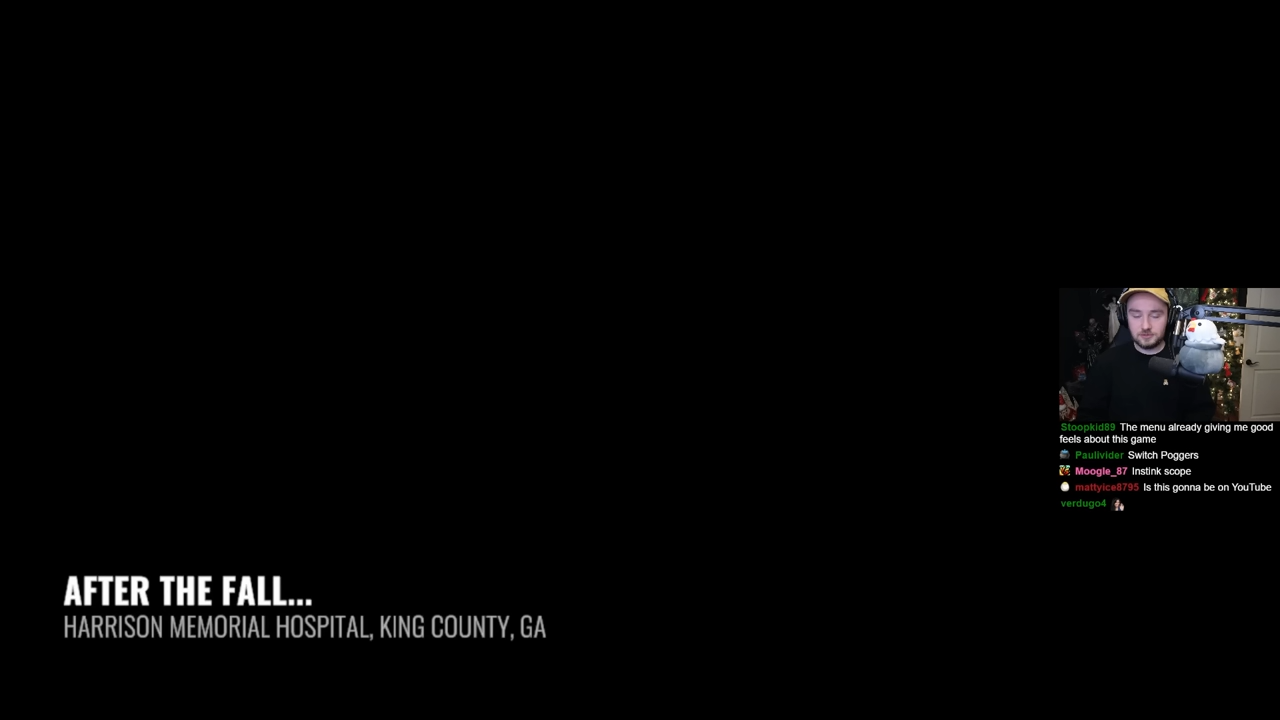 Stoopkid89 The menu already giving me good
feels about this game
Paulivider Switch Poggers
Moogle_87 Instink scope
mattyice8795 Is this gonna be on YouTube
verdugo4
AFTER THE FALL...
HARRISON MEMORIAL HOSPITAL, KING COUNTY, GA